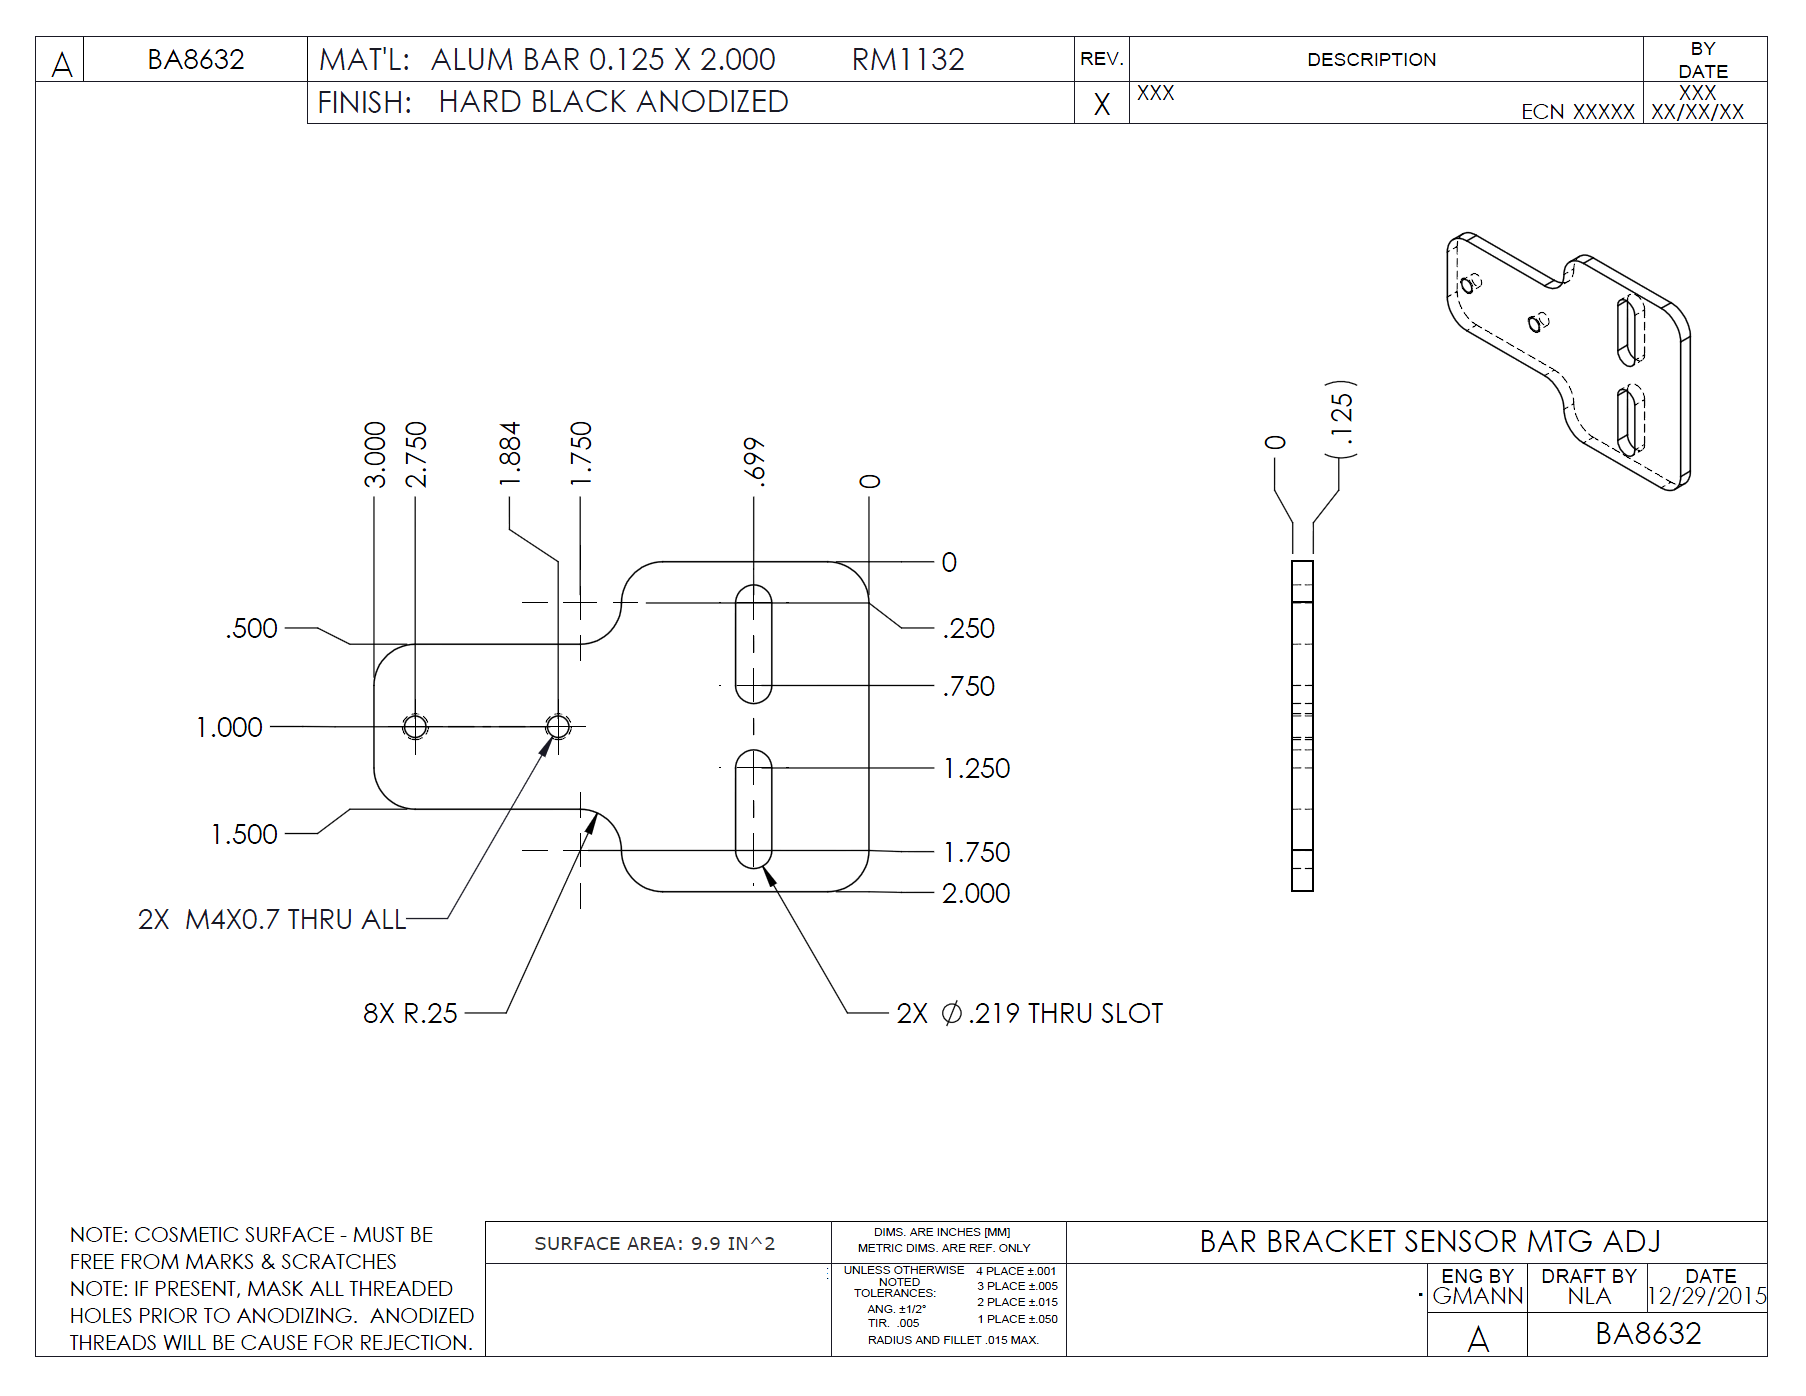 A
BA8632
MAT'L: ALUM BAR 0.125 X 2.000 RM1132
FINISH: HARD BLACK ANODIZED
REV.
DESCRIPTION
BY
DATE
X
XXX
ECN XXXXX
XXX
XX/XX/XX
3.000
2.750
1.884
1.750
.699
0
0
(.125)
.500
1.000
1.500
0
.250
.750
1.250
1.750
2.000
2X M4X0.7 THRU ALL
8X R.25
2X ∅.219 THRU SLOT
NOTE: COSMETIC SURFACE - MUST BE
FREE FROM MARKS & SCRATCHES
NOTE: IF PRESENT, MASK ALL THREADED
HOLES PRIOR TO ANODIZING. ANODIZED
THREADS WILL BE CAUSE FOR REJECTION.
SURFACE AREA: 9.9 IN^2
DIMS. ARE INCHES [MM]
METRIC DIMS. ARE REF. ONLY
UNLESS OTHERWISE
NOTED
TOLERANCES:
ANG. ±1/2°
TIR. .005
4 PLACE ±.001
3 PLACE ±.005
2 PLACE ±.015
1 PLACE ±.050
RADIUS AND FILLET .015 MAX.
BAR BRACKET SENSOR MTG ADJ
ENG BY
GMANN
DRAFT BY
NLA
DATE
12/29/2015
A
BA8632